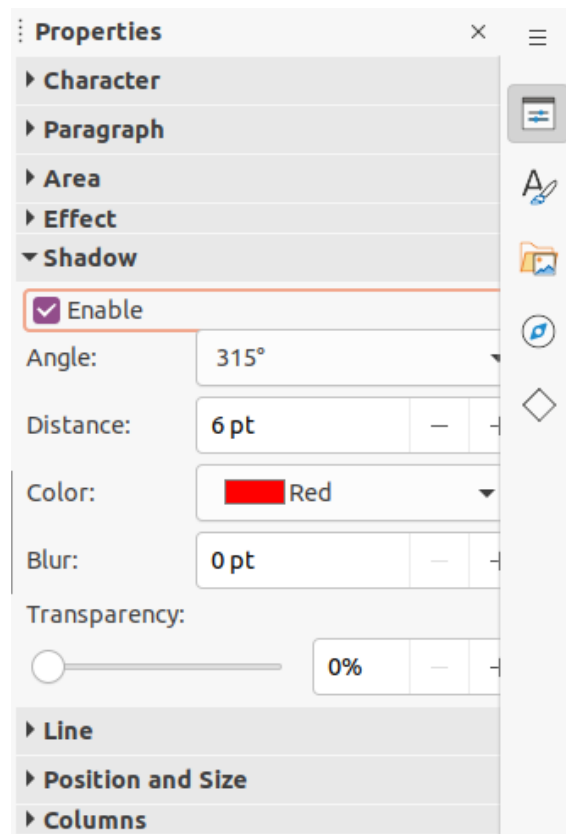 Properties
Character
Paragraph
Area
Effect
Shadow
Enable
Angle: 315°
Distance: 6 pt
Color: Red
Blur: 0 pt
Transparency:
0%
Line
Position and Size
Columns